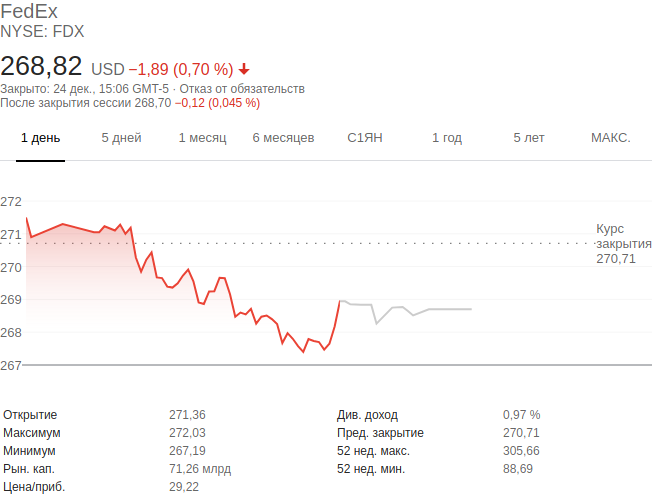 FedEx
NYSE: FDX
268,82 USD −1,89 (0,70 %)
Закрыто: 24 дек., 15:06 GMT-5 · Отказ от обязательств
После закрытия сессии 268,70 −0,12 (0,045 %)
1 день 5 дней 1 месяц 6 месяцев С1ЯН 1 год 5 лет МАКС.
272
271
270
269
268
267
Курс
закрытия
270,71
Открытие 271,36 Див. доход 0,97 %
Максимум 272,03 Пред. закрытие 270,71
Минимум 267,19 52 нед. макс. 305,66
Рын. кап. 71,26 млрд 52 нед. мин. 88,69
Цена/приб. 29,22